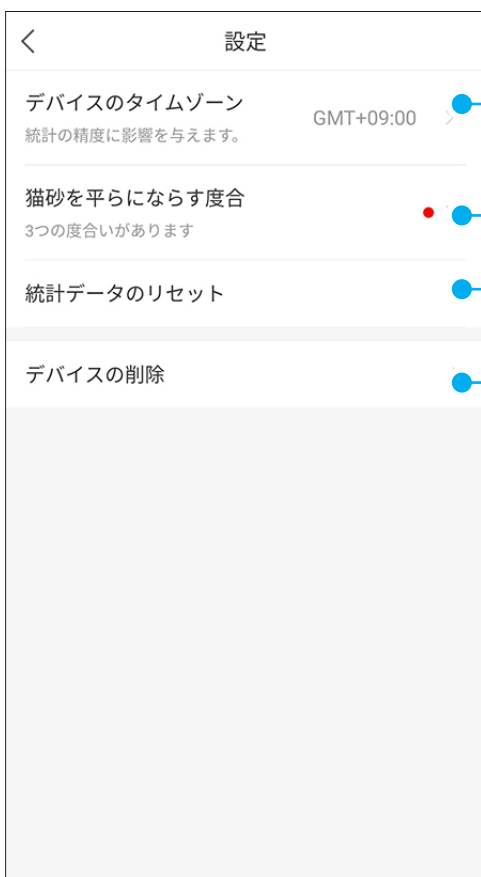 設定
デバイスのタイムゾーン
GMT+09:00
統計の精度に影響を与えます。
猫砂を平らにならす度合
3つの度合いがあります
統計データのリセット
デバイスの削除